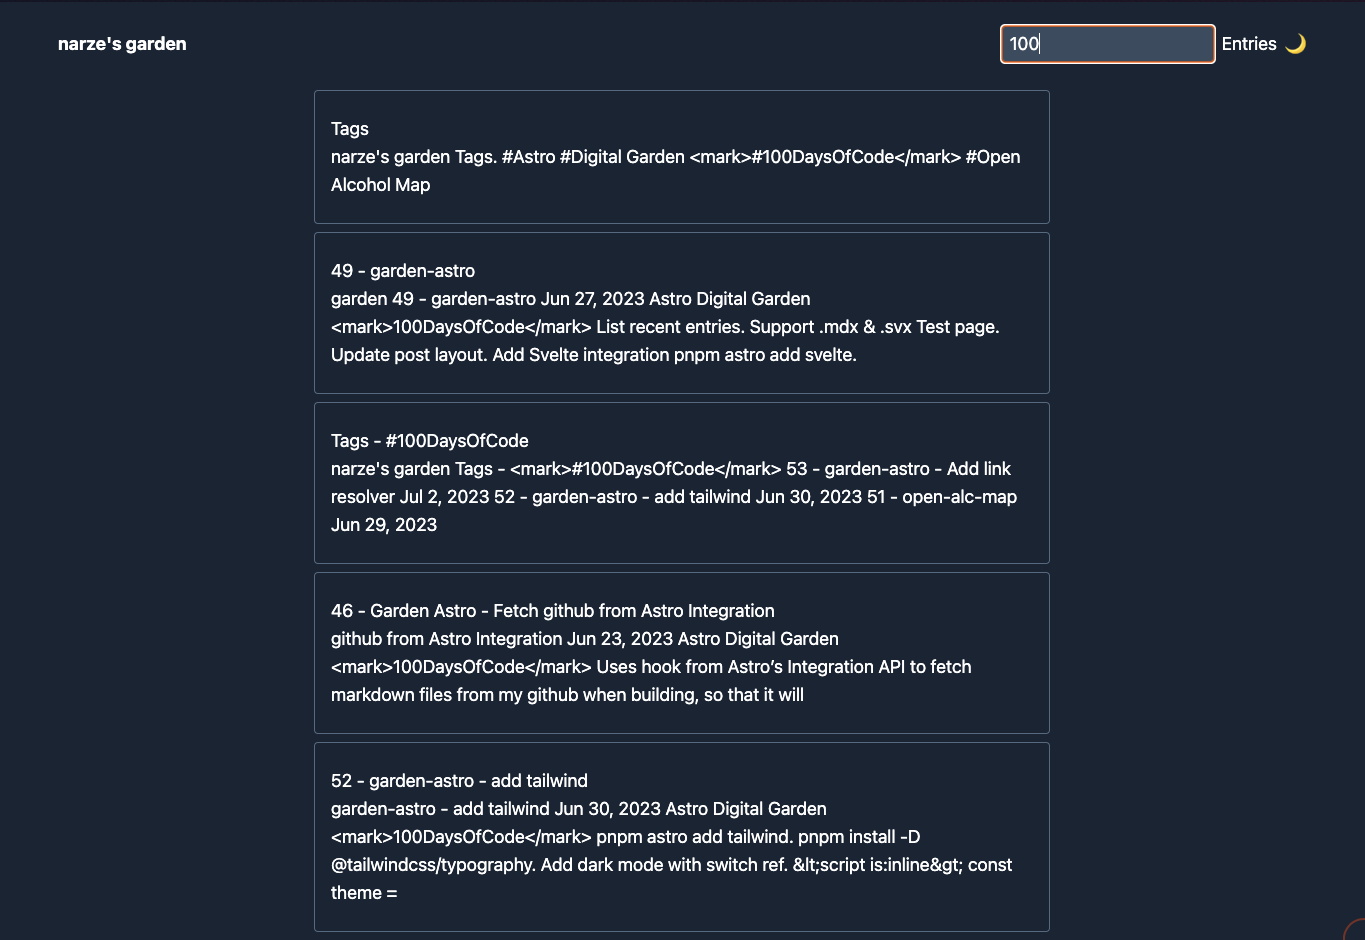 narze's garden
100
Entries 🌙
Tags
narze's garden Tags. #Astro #Digital Garden <mark>#100DaysOfCode</mark> #Open
Alcohol Map
49 - garden-astro
garden 49 - garden-astro Jun 27, 2023 Astro Digital Garden
<mark>100DaysOfCode</mark> List recent entries. Support .mdx & .svx Test page.
Update post layout. Add Svelte integration pnpm astro add svelte.
Tags - #100DaysOfCode
narze's garden Tags - <mark>#100DaysOfCode</mark> 53 - garden-astro - Add link
resolver Jul 2, 2023 52 - garden-astro - add tailwind Jun 30, 2023 51 - open-alc-map
Jun 29, 2023
46 - Garden Astro - Fetch github from Astro Integration
github from Astro Integration Jun 23, 2023 Astro Digital Garden
<mark>100DaysOfCode</mark> Uses hook from Astro’s Integration API to fetch
markdown files from my github when building, so that it will
52 - garden-astro - add tailwind
garden-astro - add tailwind Jun 30, 2023 Astro Digital Garden
<mark>100DaysOfCode</mark> pnpm astro add tailwind. pnpm install -D
@tailwindcss/typography. Add dark mode with switch ref. &lt;script is:inline&gt; const
theme =